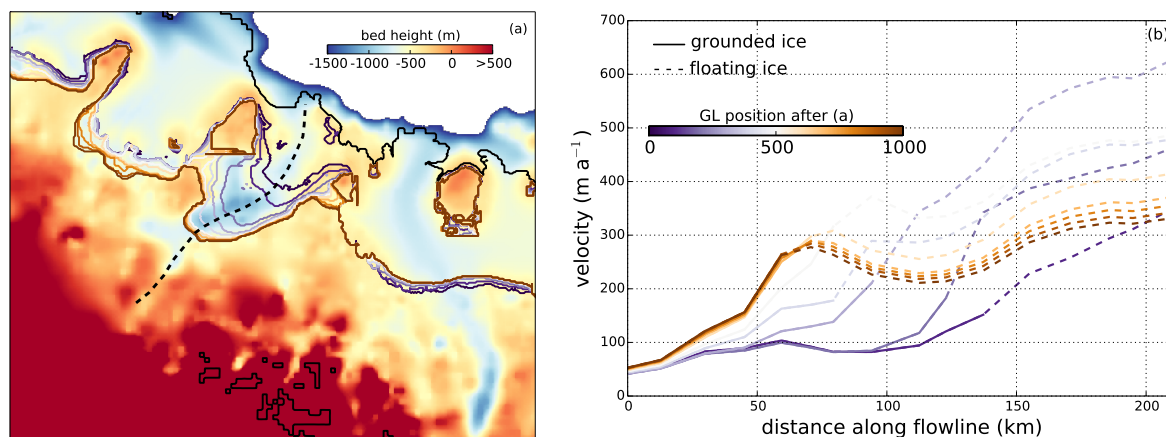 (a)
bed height (m)
-1500 -1000 -500 0 >500
(b)
700
600
500
400
300
200
100
0
velocity (m a⁻¹)
grounded ice
floating ice
GL position after (a)
0 500 1000
0 50 100 150 200
distance along flowline (km)